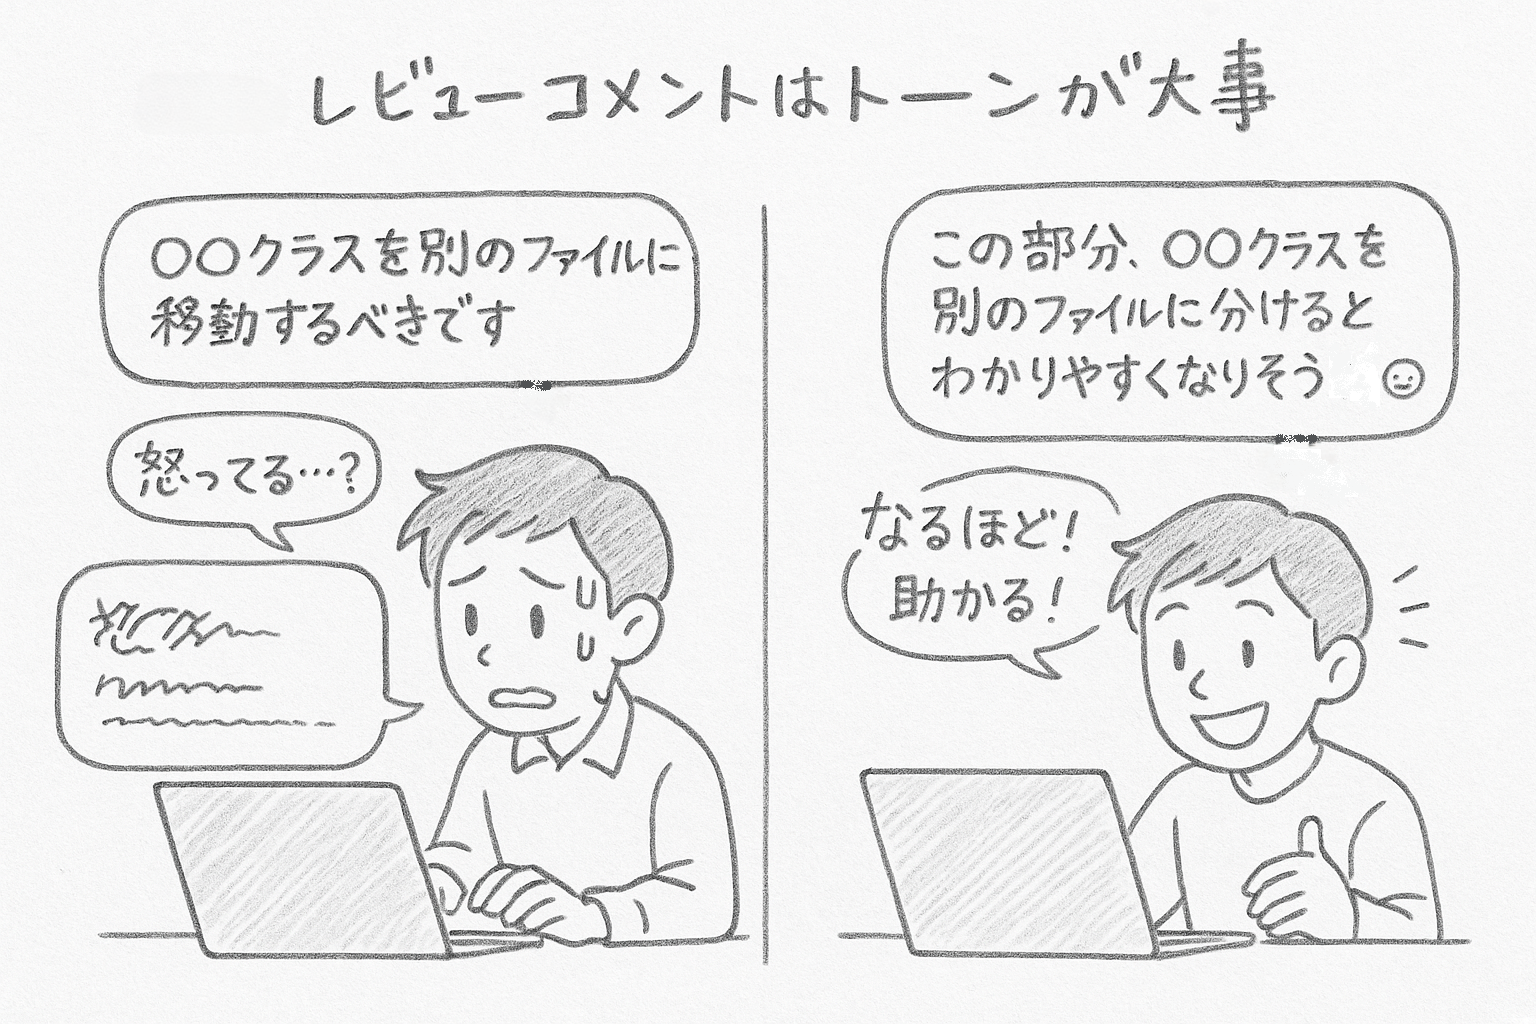 レビューコメントはトーンが大事
〇〇クラスを別のファイルに
移動するべきです
怒ってる…?
この部分、〇〇クラスを
別のファイルに分けると
わかりやすくなりそう
なるほど!
助かる!